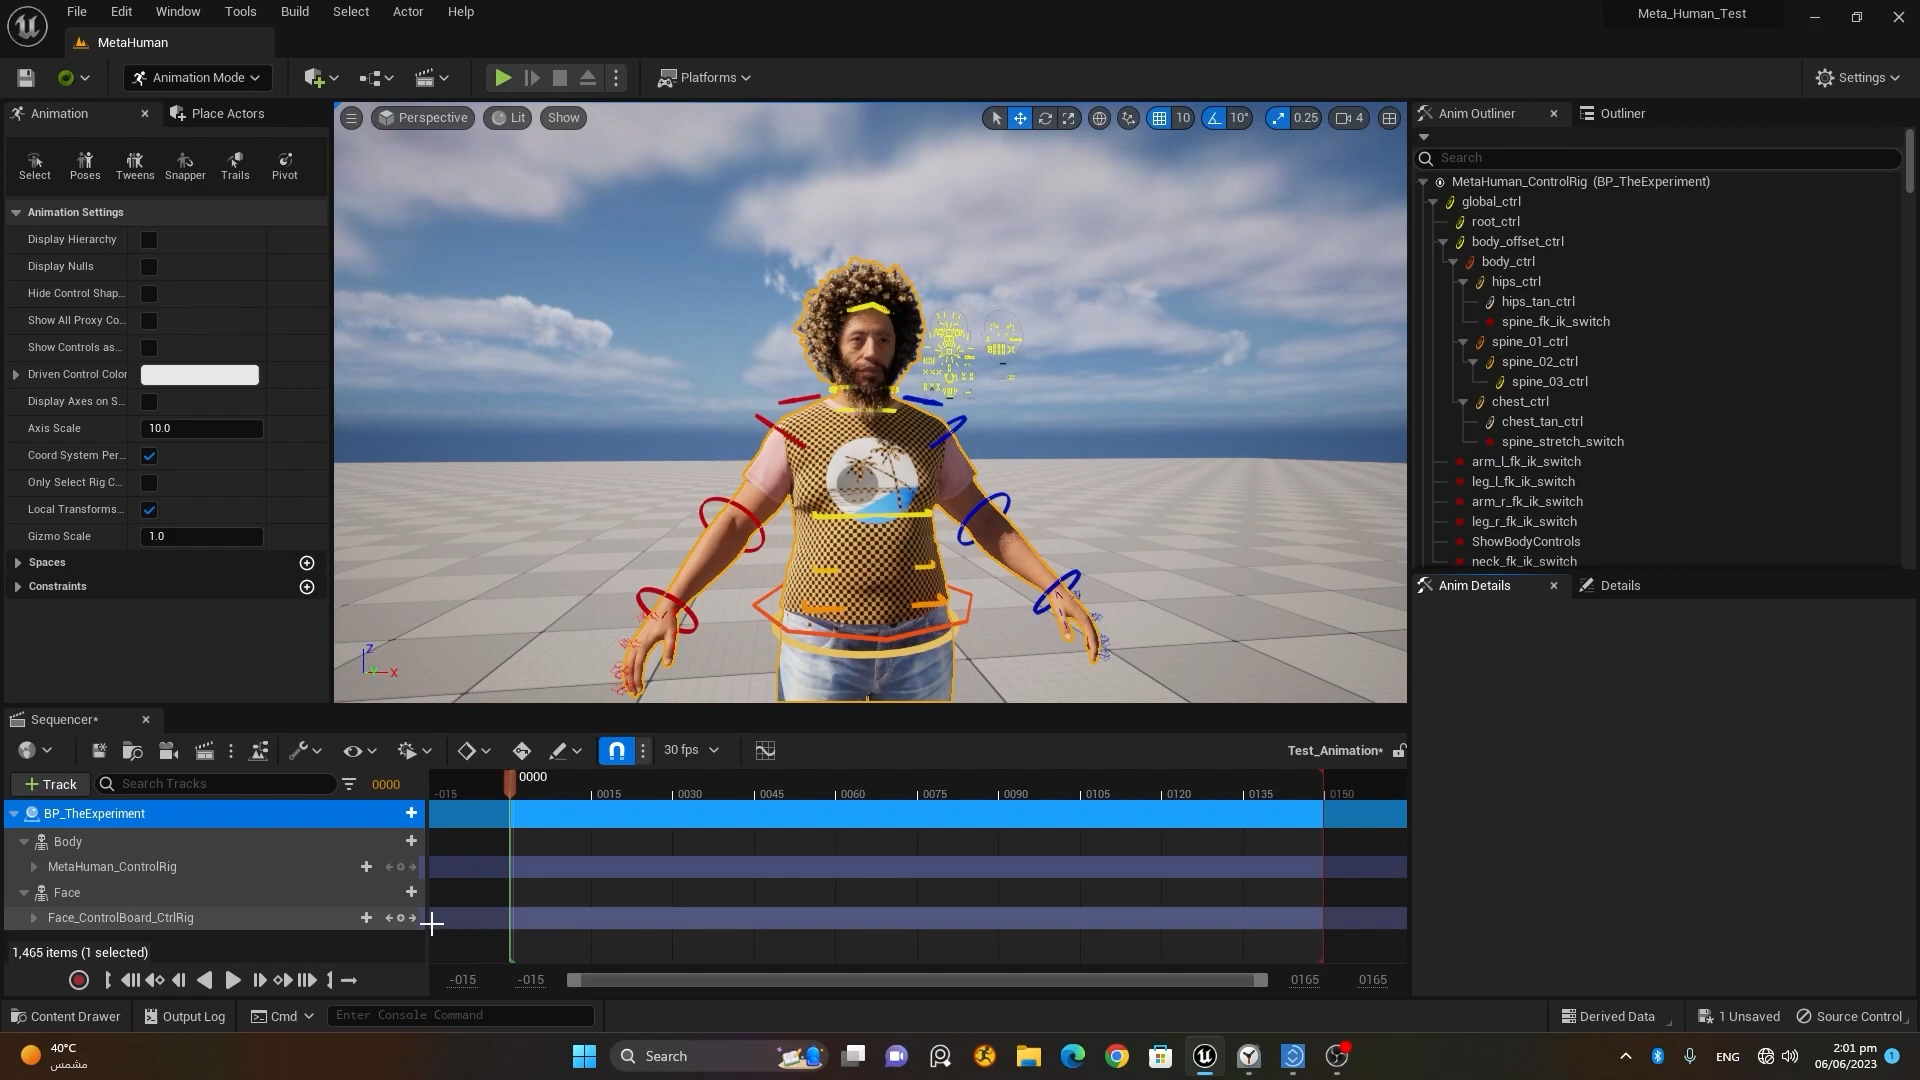 File Edit Window Tools Build Select Actor Help
Meta_Human_Test
MetaHuman
Animation Mode
Platforms
Settings
Animation
Place Actors
Select Poses Tweens Snapper Trails Pivot
Animation Settings
Display Hierarchy
Display Nulls
Hide Control Shap...
Show All Proxy Co...
Show Controls as...
Driven Control Color
Display Axes on S...
Axis Scale 10.0
Coord System Per...
Only Select Rig C...
Local Transforms...
Gizmo Scale 1.0
Spaces
Constraints
Perspective Lit Show
10 10° 0.25 4
Z
Y X
Anim Outliner
Outliner
Search
MetaHuman_ControlRig (BP_TheExperiment)
global_ctrl
root_ctrl
body_offset_ctrl
body_ctrl
hips_ctrl
hips_tan_ctrl
spine_fk_ik_switch
spine_01_ctrl
spine_02_ctrl
spine_03_ctrl
chest_ctrl
chest_tan_ctrl
spine_stretch_switch
arm_l_fk_ik_switch
leg_l_fk_ik_switch
arm_r_fk_ik_switch
leg_r_fk_ik_switch
ShowBodyControls
neck_fk_ik_switch
Anim Details
Details
Sequencer*
30 fps
Test_Animation*
Track
Search Tracks
0000
0000
-015 0015 0030 0045 0060 0075 0090 0105 0120 0135 0150
BP_TheExperiment
Body
MetaHuman_ControlRig
Face
Face_ControlBoard_CtrlRig
1,465 items (1 selected)
-015 -015 0165 0165
Content Drawer
Output Log
Cmd
Enter Console Command
Derived Data
1 Unsaved
Source Control
40°C
مشمس
Search
ENG
2:01 pm
06/06/2023
1